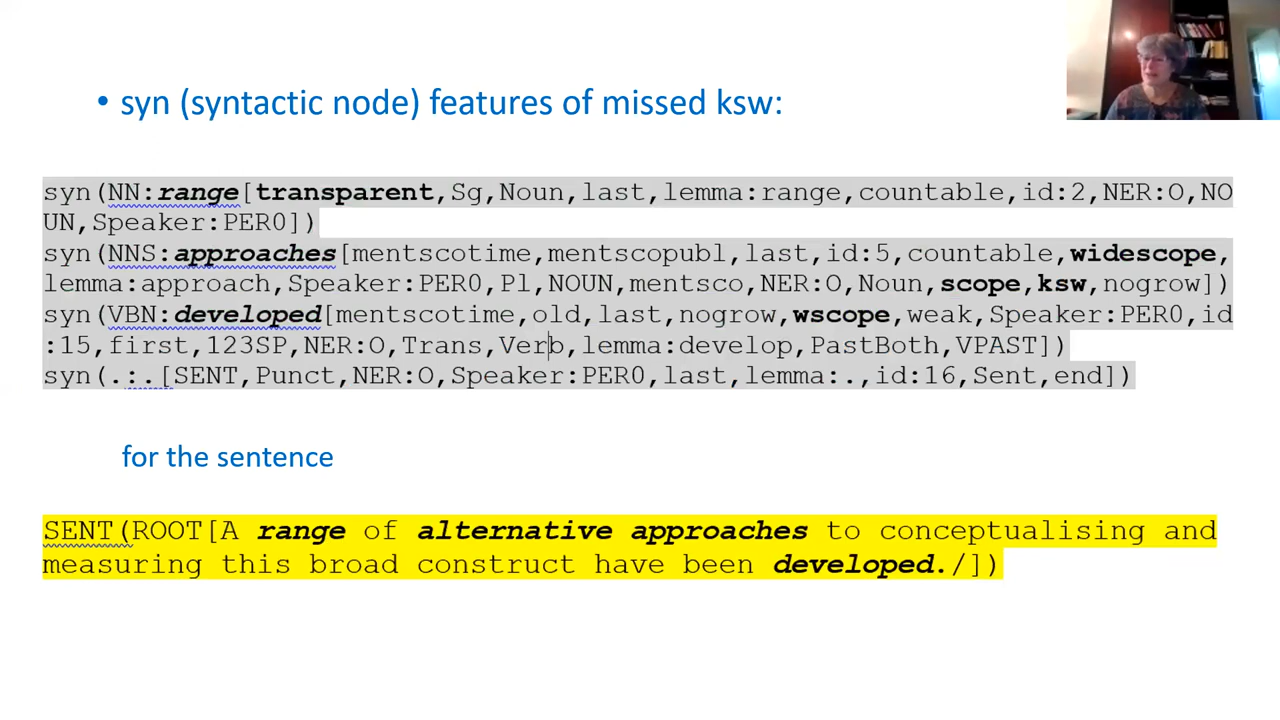 • syn (syntactic node) features of missed ksw:
syn(NN:range[transparent,Sg,Noun,last,lemma:range,countable,id:2,NER:O,NO
UN,Speaker:PER0])
syn(NNS:approaches[mentscotime,mentscopubl,last,id:5,countable,widescope,
lemma:approach,Speaker:PER0,Pl,NOUN,mentsco,NER:O,Noun,scope,ksw,nogrow])
syn(VBN:developed[mentscotime,old,last,nogrow,wscope,weak,Speaker:PER0,id
:15,first,123SP,NER:O,Trans,Verb,lemma:develop,PastBoth,VPAST])
syn(.:.[SENT,Punct,NER:O,Speaker:PER0,last,lemma:.,id:16,Sent,end])
for the sentence
SENT(ROOT[A range of alternative approaches to conceptualising and
measuring this broad construct have been developed./])